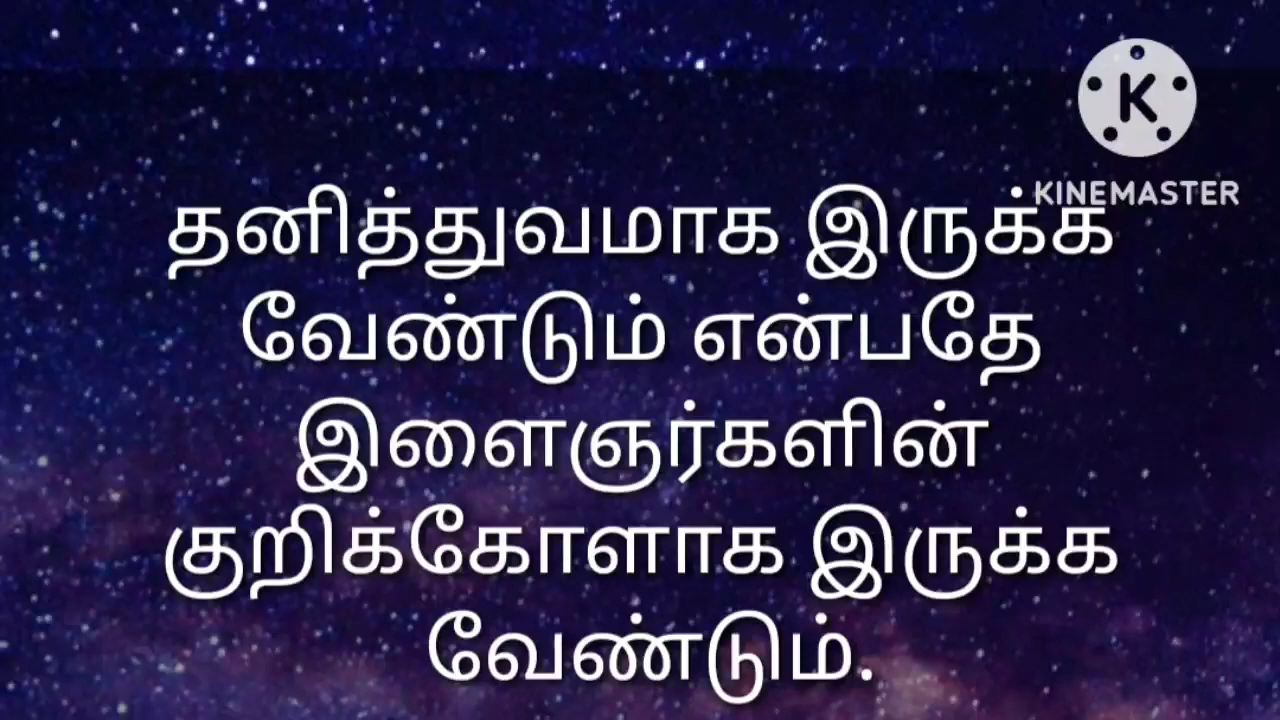 K
KINEMASTER
தனித்துவமாக இருக்க
வேண்டும் என்பதே
இளைஞர்களின்
குறிக்கோளாக இருக்க
வேண்டும்.